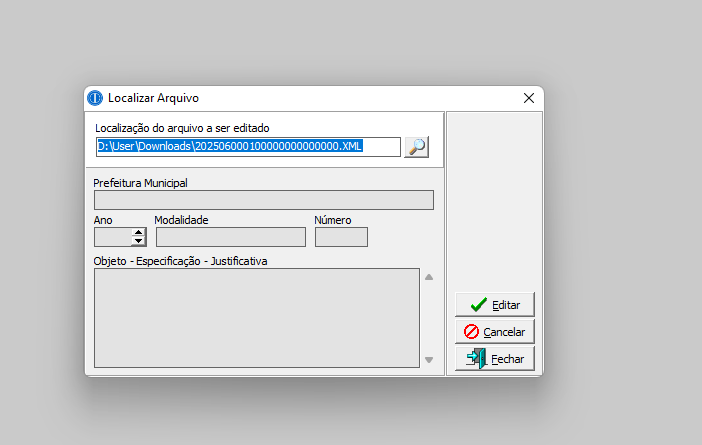 Localizar Arquivo
Localização do arquivo a ser editado
D:\User\Downloads\202506000100000000000000.XML
Prefeitura Municipal
Ano Modalidade Número
Objeto - Especificação - Justificativa
Editar
Cancelar
Fechar